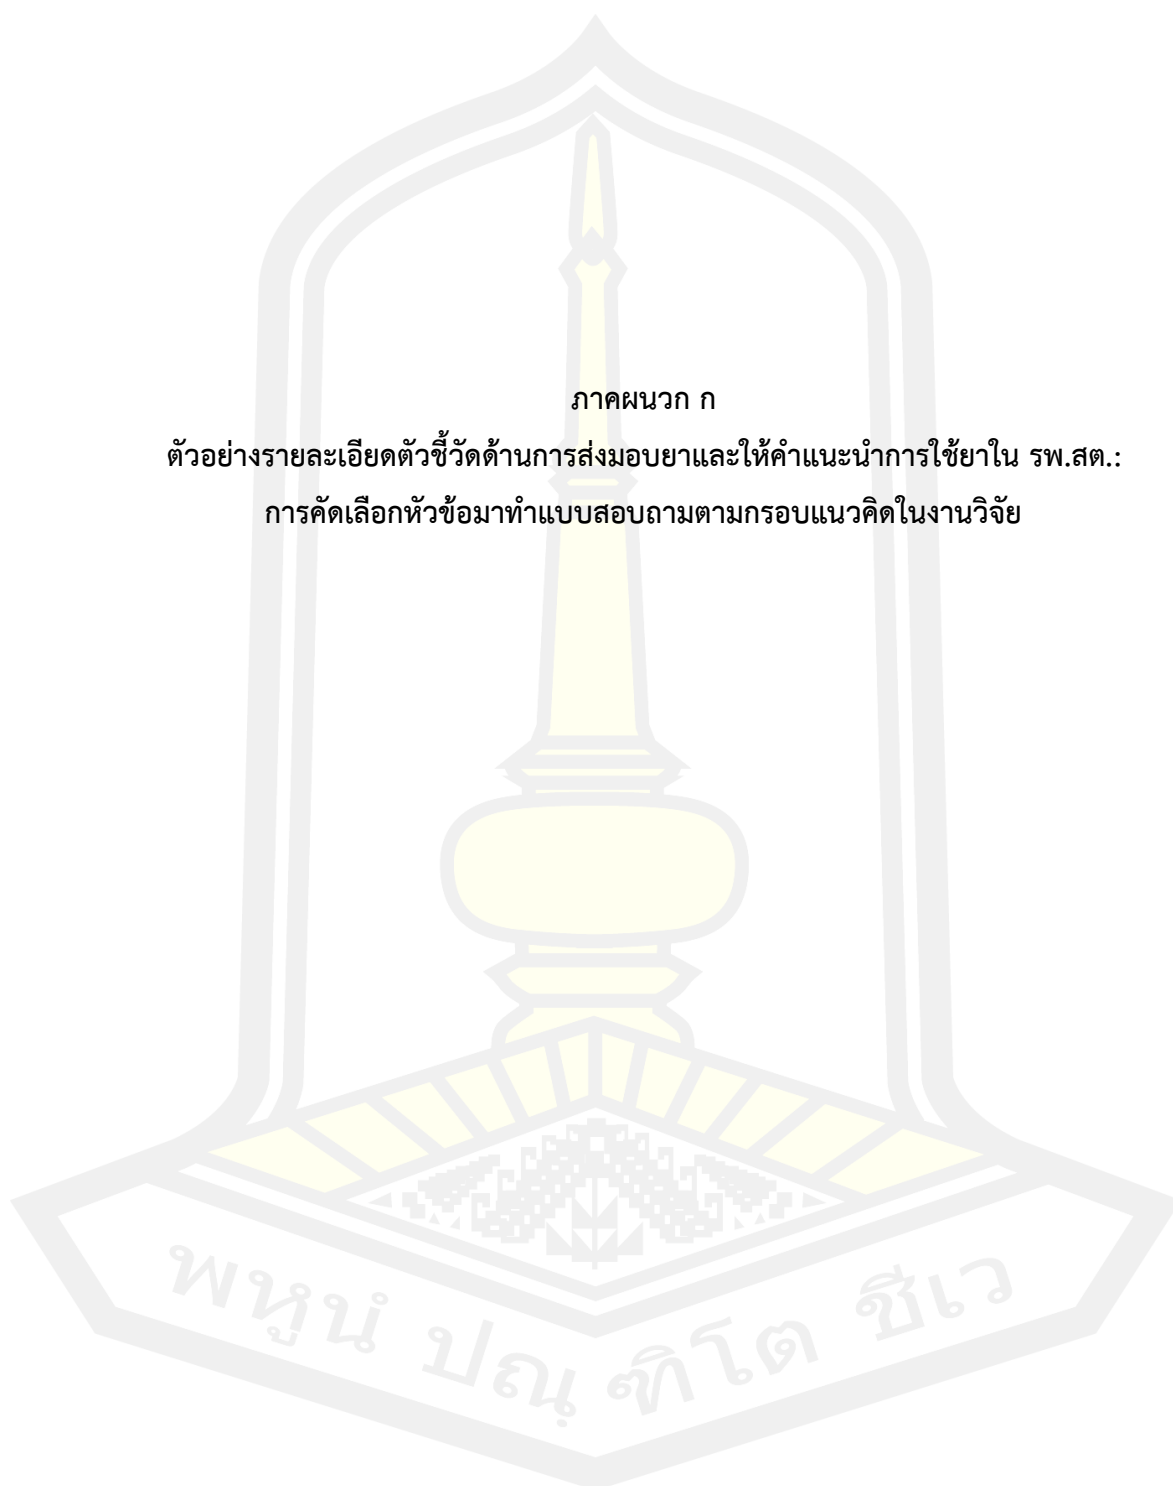 ภาคผนวก ก
ตัวอย่างรายละเอียดตัวชี้วัดด้านการส่งมอบยาและให้คำแนะนำการใช้ยาใน รพ.สต.:
การคัดเลือกหัวข้อมาทำแบบสอบถามตามกรอบแนวคิดในงานวิจัย
พหูนํ ปณฺ ฑิโต ชีเว